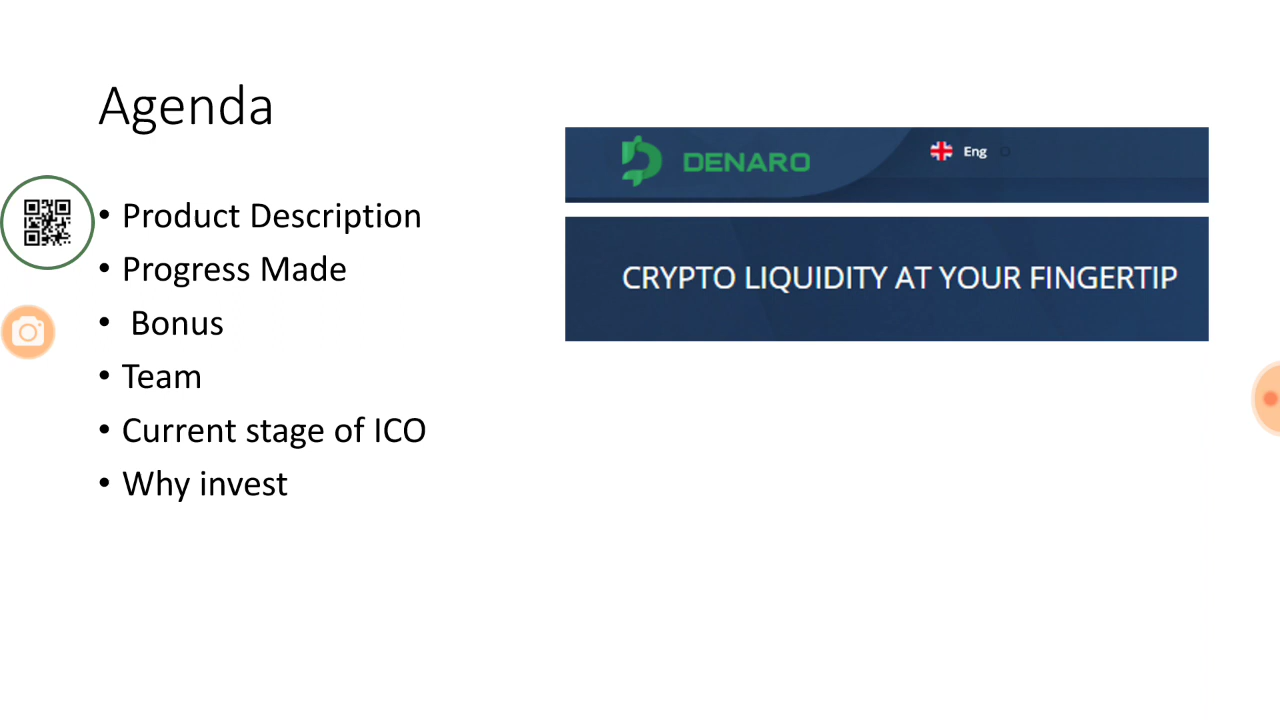 Agenda
• Product Description
• Progress Made
• Bonus
• Team
• Current stage of ICO
• Why invest
DENARO
Eng
CRYPTO LIQUIDITY AT YOUR FINGERTIP